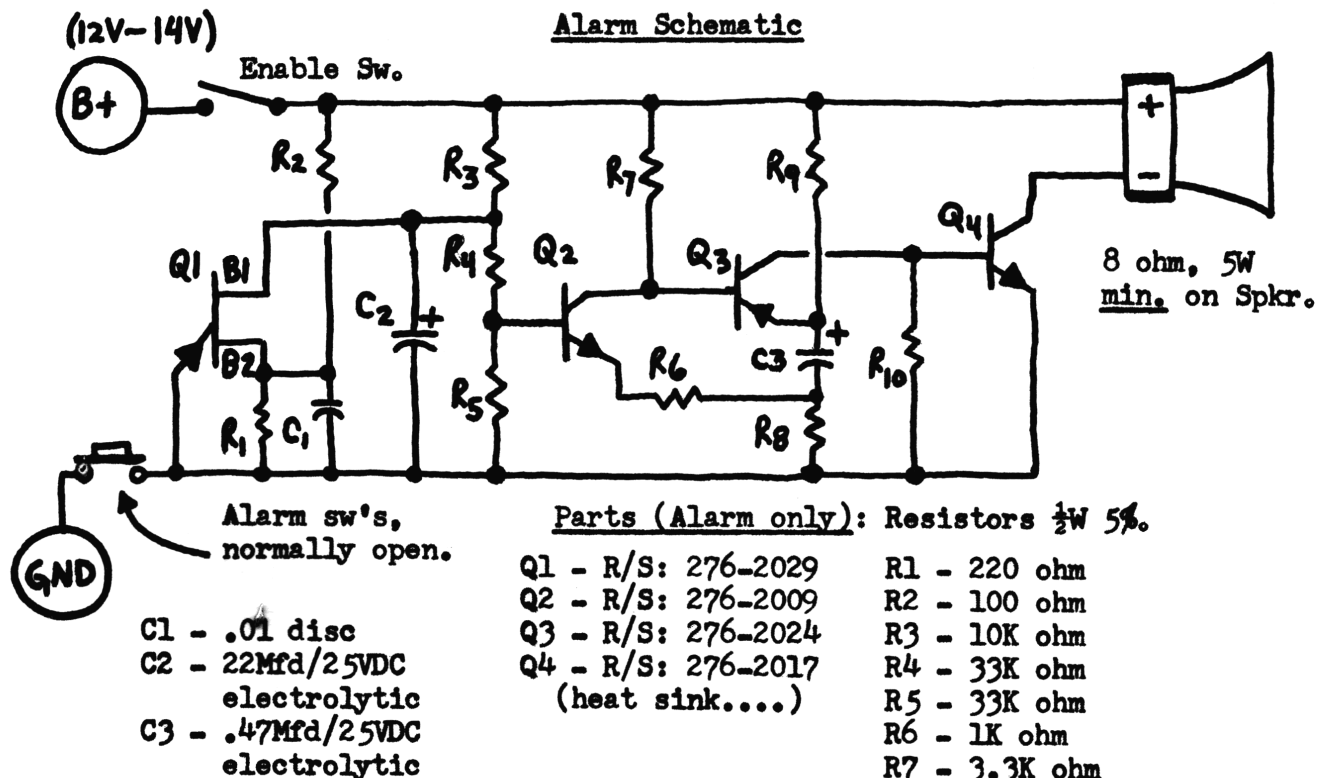 Alarm Schematic
(12V~14V)
B+
Enable Sw.
+
−
R2
R3
R7
R9
Q4
8 ohm, 5W
min. on Spkr.
Q1
B1
B2
R4
Q2
Q3
C2
+
C3
+
R6
R10
R5
R8
R1
C1
GND
Alarm sw's,
normally open.
Parts (Alarm only): Resistors ½W 5%.
Q1 - R/S: 276-2029
Q2 - R/S: 276-2009
Q3 - R/S: 276-2024
Q4 - R/S: 276-2017
(heat sink....)
R1 - 220 ohm
R2 - 100 ohm
R3 - 10K ohm
R4 - 33K ohm
R5 - 33K ohm
R6 - 1K ohm
R7 - 3.3K ohm
C1 - .01 disc
C2 - 22Mfd/25VDC
electrolytic
C3 - .47Mfd/25VDC
electrolytic